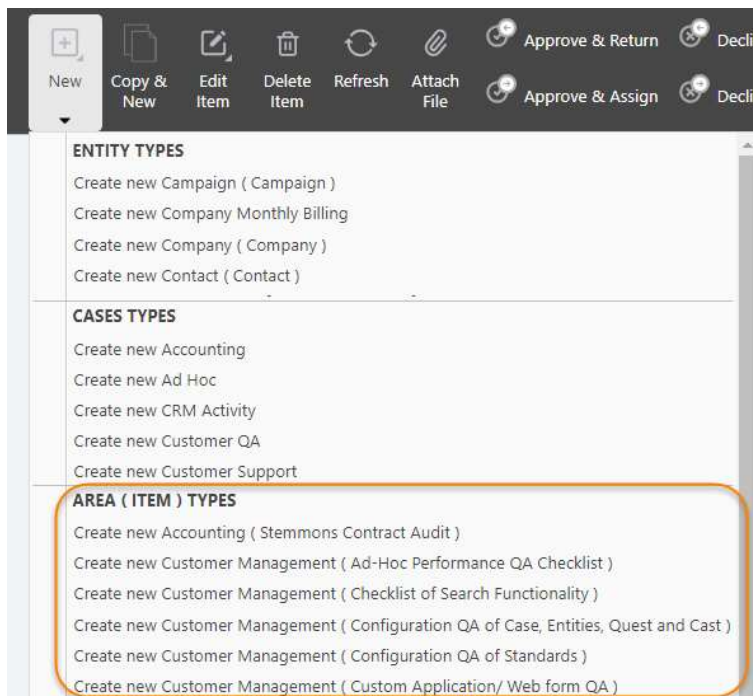 New
Copy &
New
Edit
Item
Delete
Item
Refresh
Attach
File
Approve & Return
Decli
Approve & Assign
Decli
ENTITY TYPES
Create new Campaign ( Campaign )
Create new Company Monthly Billing
Create new Company ( Company )
Create new Contact ( Contact )
CASES TYPES
Create new Accounting
Create new Ad Hoc
Create new CRM Activity
Create new Customer QA
Create new Customer Support
AREA ( ITEM ) TYPES
Create new Accounting ( Stemmons Contract Audit )
Create new Customer Management ( Ad-Hoc Performance QA Checklist )
Create new Customer Management ( Checklist of Search Functionality )
Create new Customer Management ( Configuration QA of Case, Entities, Quest and Cast )
Create new Customer Management ( Configuration QA of Standards )
Create new Customer Management ( Custom Application/ Web form QA )